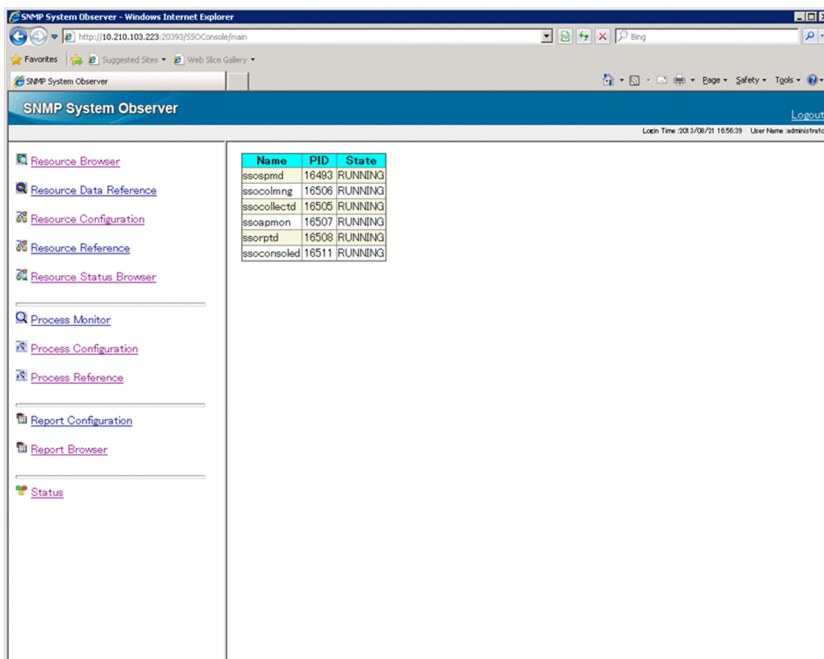 SNMP System Observer - Windows Internet Explorer
http://10.210.103.223:20393/SSOConsole/main
Bing
Favorites
Suggested Sites
Web Slice Gallery
SNMP System Observer
Page
Safety
Tools
SNMP System Observer
Logout
Login Time :2013/08/21 16:56:39 User Name :administrato
Resource Browser
Resource Data Reference
Resource Configuration
Resource Reference
Resource Status Browser
Process Monitor
Process Configuration
Process Reference
Report Configuration
Report Browser
Status
Name PID State
ssospmd 16493 RUNNING
ssocolmng 16506 RUNNING
ssocollectd 16505 RUNNING
ssoapmon 16507 RUNNING
ssorptd 16508 RUNNING
ssoconsoled 16511 RUNNING